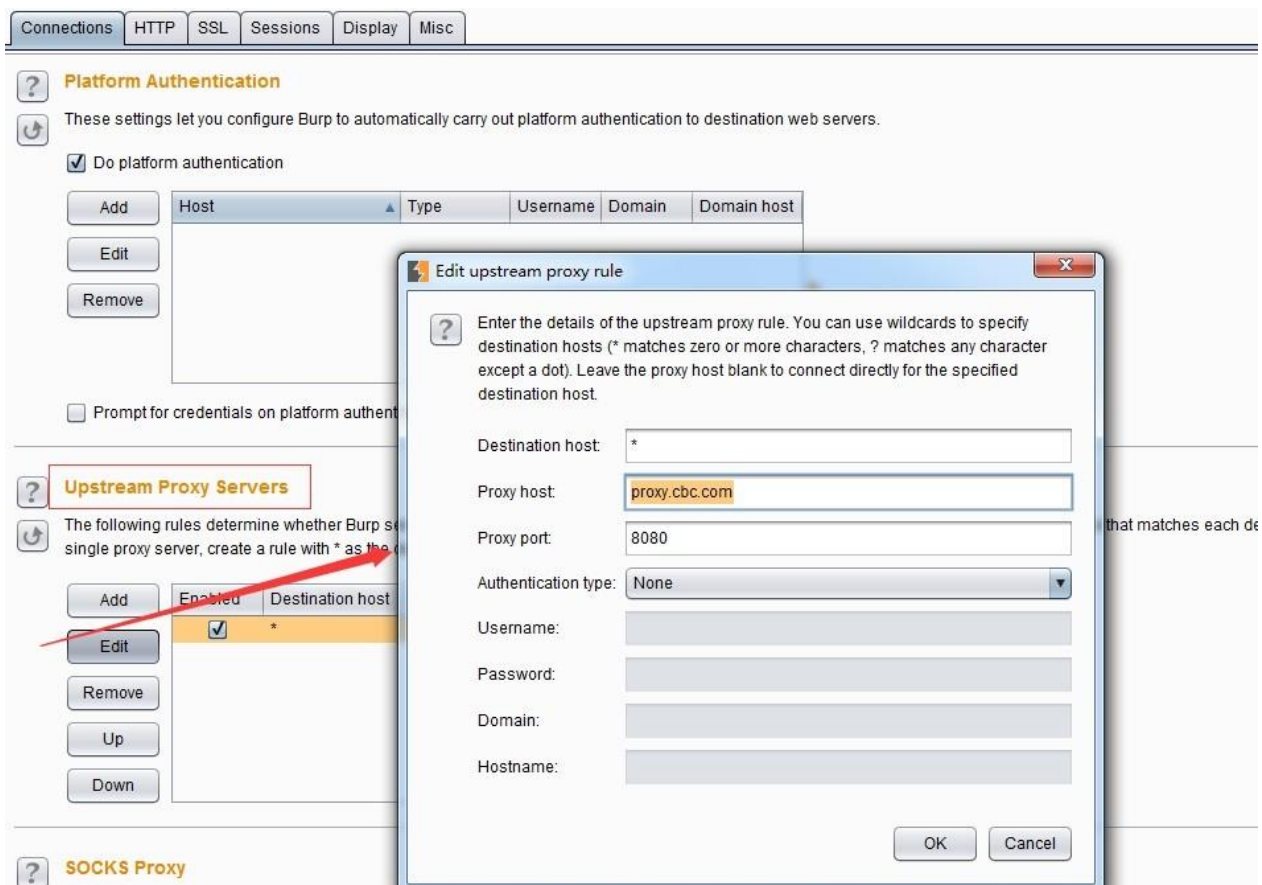 Connections HTTP SSL Sessions Display Misc
Platform Authentication
These settings let you configure Burp to automatically carry out platform authentication to destination web servers.
Do platform authentication
Add
Edit
Remove
Host Type Username Domain Domain host
Prompt for credentials on platform authent
Upstream Proxy Servers
The following rules determine whether Burp se
that matches each de
single proxy server, create a rule with * as the
Add
Edit
Remove
Up
Down
Enabled Destination host
*
SOCKS Proxy
Edit upstream proxy rule
Enter the details of the upstream proxy rule. You can use wildcards to specify
destination hosts (* matches zero or more characters, ? matches any character
except a dot). Leave the proxy host blank to connect directly for the specified
destination host.
Destination host: *
Proxy host: proxy.cbc.com
Proxy port: 8080
Authentication type: None
Username:
Password:
Domain:
Hostname:
OK Cancel